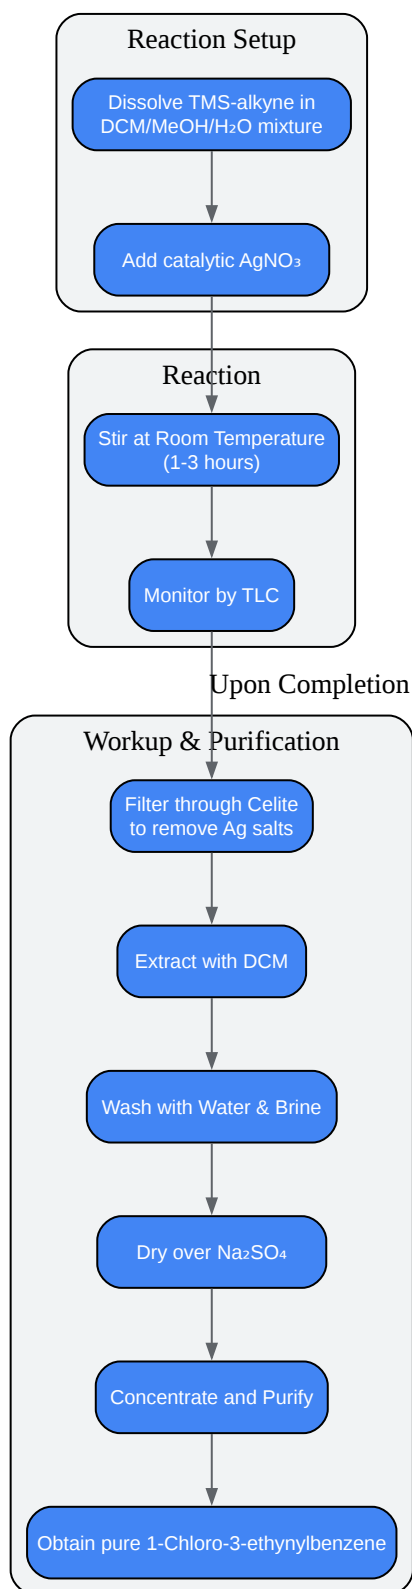 Reaction Setup
Dissolve TMS-alkyne in
DCM/MeOH/H₂O mixture
Add catalytic AgNO₃
Reaction
Stir at Room Temperature
(1-3 hours)
Monitor by TLC
Upon Completion
Workup & Purification
Filter through Celite
to remove Ag salts
Extract with DCM
Wash with Water & Brine
Dry over Na₂SO₄
Concentrate and Purify
Obtain pure 1-Chloro-3-ethynylbenzene